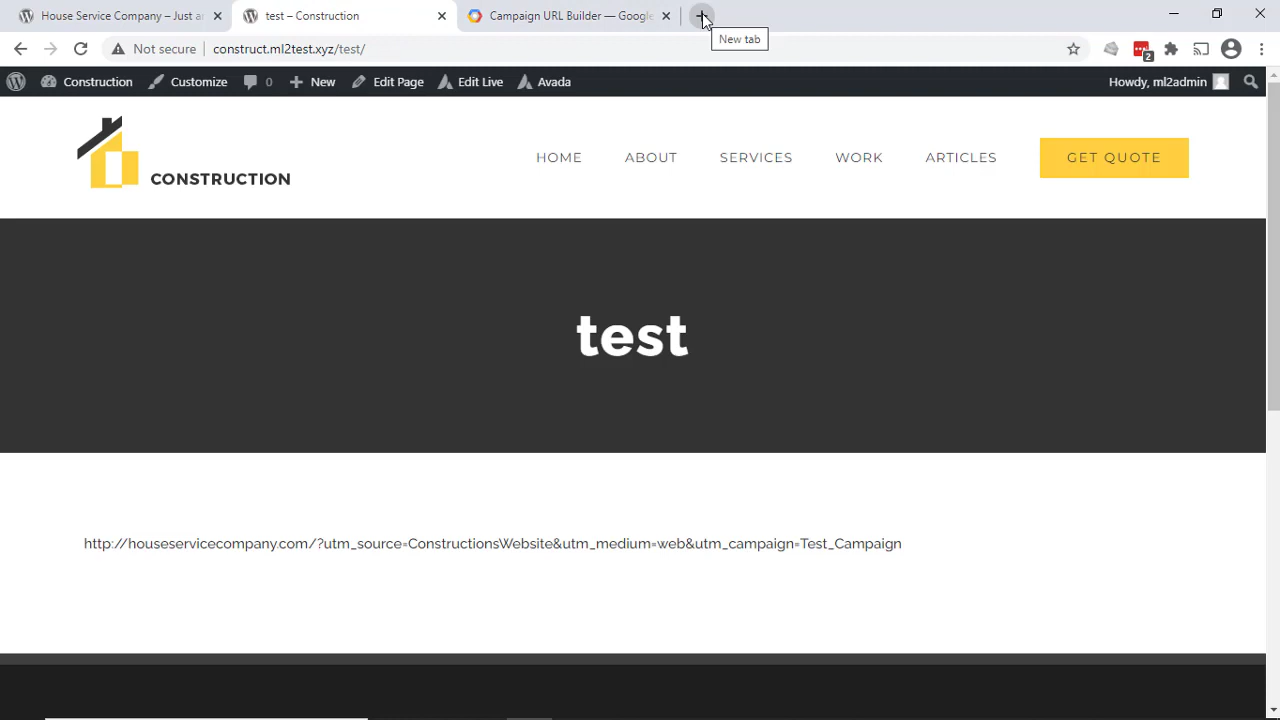 House Service Company – Just an
test – Construction
Campaign URL Builder — Google
New tab
Not secure
construct.ml2test.xyz/test/
2
Construction
Customize
0
New
Edit Page
Edit Live
Avada
Howdy, ml2admin
CONSTRUCTION
HOME
ABOUT
SERVICES
WORK
ARTICLES
GET QUOTE
test
http://houseservicecompany.com/?utm_source=ConstructionsWebsite&utm_medium=web&utm_campaign=Test_Campaign